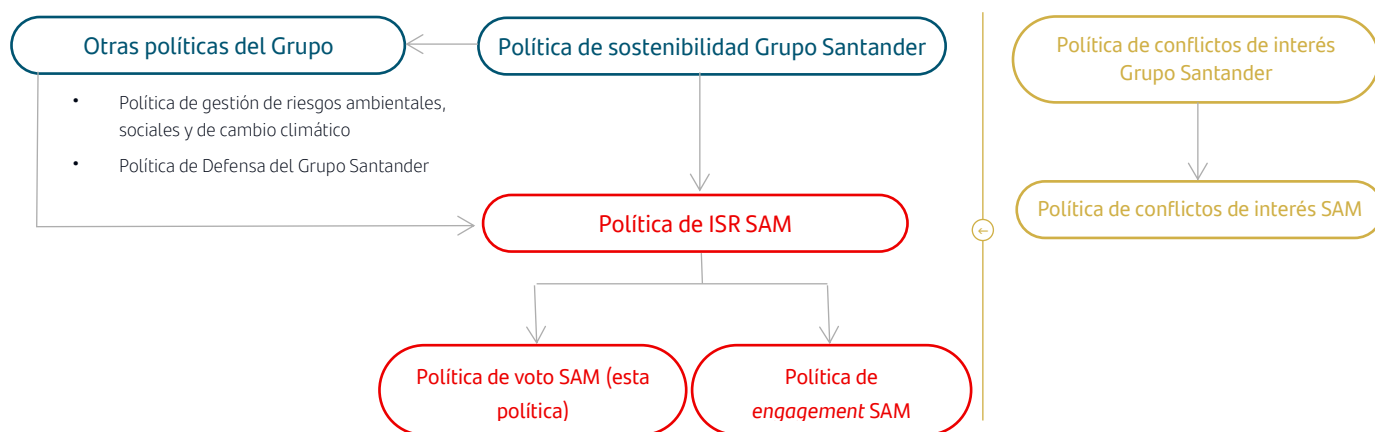 Otras políticas del Grupo
Política de sostenibilidad Grupo Santander
Política de conflictos de interés
Grupo Santander
• Política de gestión de riesgos ambientales,
sociales y de cambio climático
• Política de Defensa del Grupo Santander
Política de ISR SAM
Política de conflictos de interés SAM
Política de voto SAM (esta
política)
Política de
engagement SAM